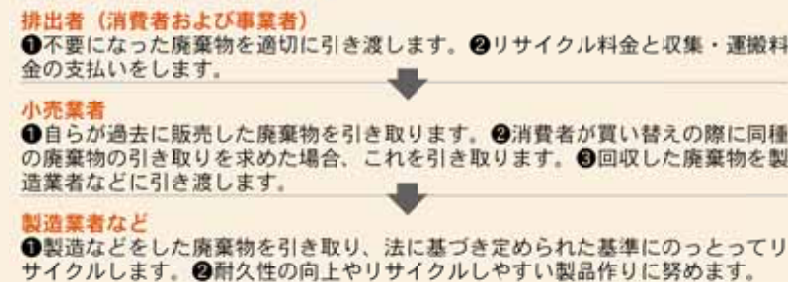 排出者（消費者および事業者）
❶不要になった廃棄物を適切に引き渡します。❷リサイクル料金と収集・運搬料
金の支払いをします。
小売業者
❶自らが過去に販売した廃棄物を引き取ります。❷消費者が買い替えの際に同種
の廃棄物の引き取りを求めた場合、これを引き取ります。❸回収した廃棄物を製
造業者などに引き渡します。
製造業者など
❶製造などをした廃棄物を引き取り、法に基づき定められた基準にのっとってリ
サイクルします。❷耐久性の向上やリサイクルしやすい製品作りに努めます。